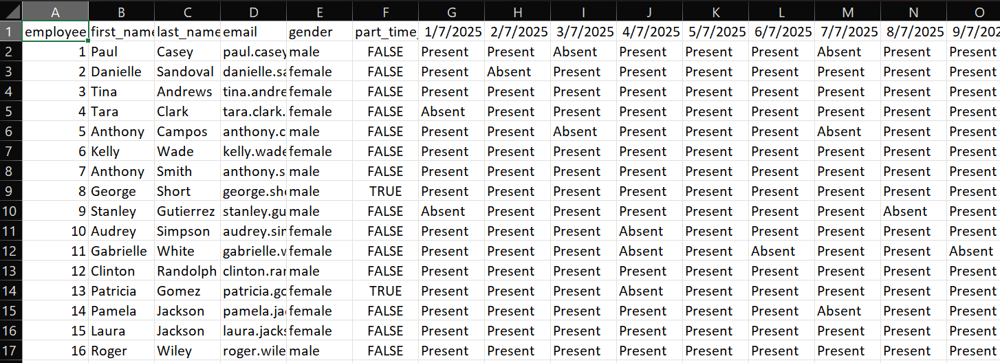 A B C D E F G H I J K L M N O
1 employee first_name last_name email gender part_time_ 1/7/2025 2/7/2025 3/7/2025 4/7/2025 5/7/2025 6/7/2025 7/7/2025 8/7/2025 9/7/202
2 1 Paul Casey paul.casey male FALSE Present Present Absent Present Present Present Absent Present Present
3 2 Danielle Sandoval danielle.sa female FALSE Present Absent Present Present Present Present Present Present Present
4 3 Tina Andrews tina.andre female FALSE Present Present Present Present Present Present Present Present Present
5 4 Tara Clark tara.clark. female FALSE Absent Present Present Present Present Present Present Present Present
6 5 Anthony Campos anthony.c male FALSE Present Present Absent Present Present Present Absent Present Present
7 6 Kelly Wade kelly.wade female FALSE Present Present Present Present Present Present Present Present Present
8 7 Anthony Smith anthony.s male FALSE Present Present Present Present Present Present Present Present Present
9 8 George Short george.sho male TRUE Present Present Present Present Present Present Present Present Present
10 9 Stanley Gutierrez stanley.gu male FALSE Absent Present Present Present Present Present Present Absent Present
11 10 Audrey Simpson audrey.sim female FALSE Present Present Present Absent Present Present Present Present Present
12 11 Gabrielle White gabrielle.w female FALSE Present Present Present Absent Present Absent Present Present Absent
13 12 Clinton Randolph clinton.ran male FALSE Present Present Present Present Present Present Present Present Present
14 13 Patricia Gomez patricia.go female TRUE Present Present Present Absent Present Present Present Present Present
15 14 Pamela Jackson pamela.ja female FALSE Present Present Present Present Present Present Absent Present Present
16 15 Laura Jackson laura.jacks female FALSE Present Present Present Present Present Present Present Present Present
17 16 Roger Wiley roger.wile male FALSE Present Present Present Present Present Present Present Present Present